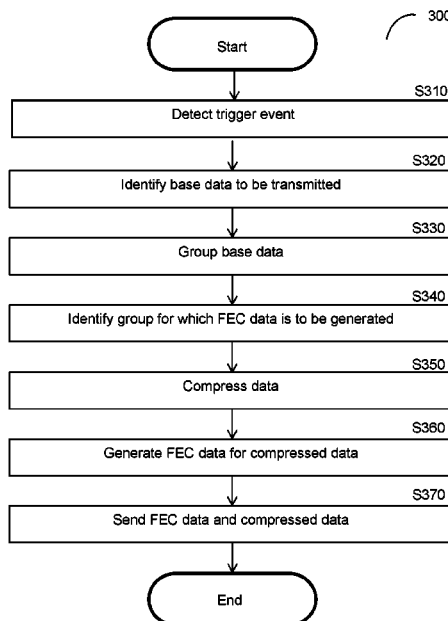 300
Start
S310
Detect trigger event
S320
Identify base data to be transmitted
S330
Group base data
S340
Identify group for which FEC data is to be generated
S350
Compress data
S360
Generate FEC data for compressed data
S370
Send FEC data and compressed data
End